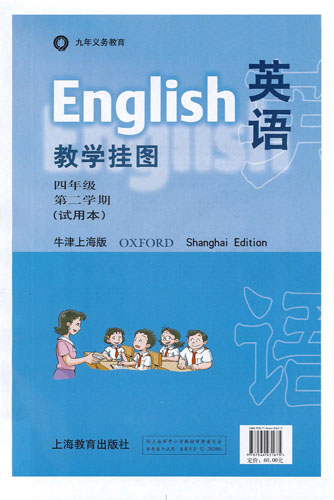 九年义务教育
English
英语
教学挂图
四年级
第二学期
(试用本)
牛津上海版 OXFORD Shanghai Edition
上海教育出版社
定价：60.00元